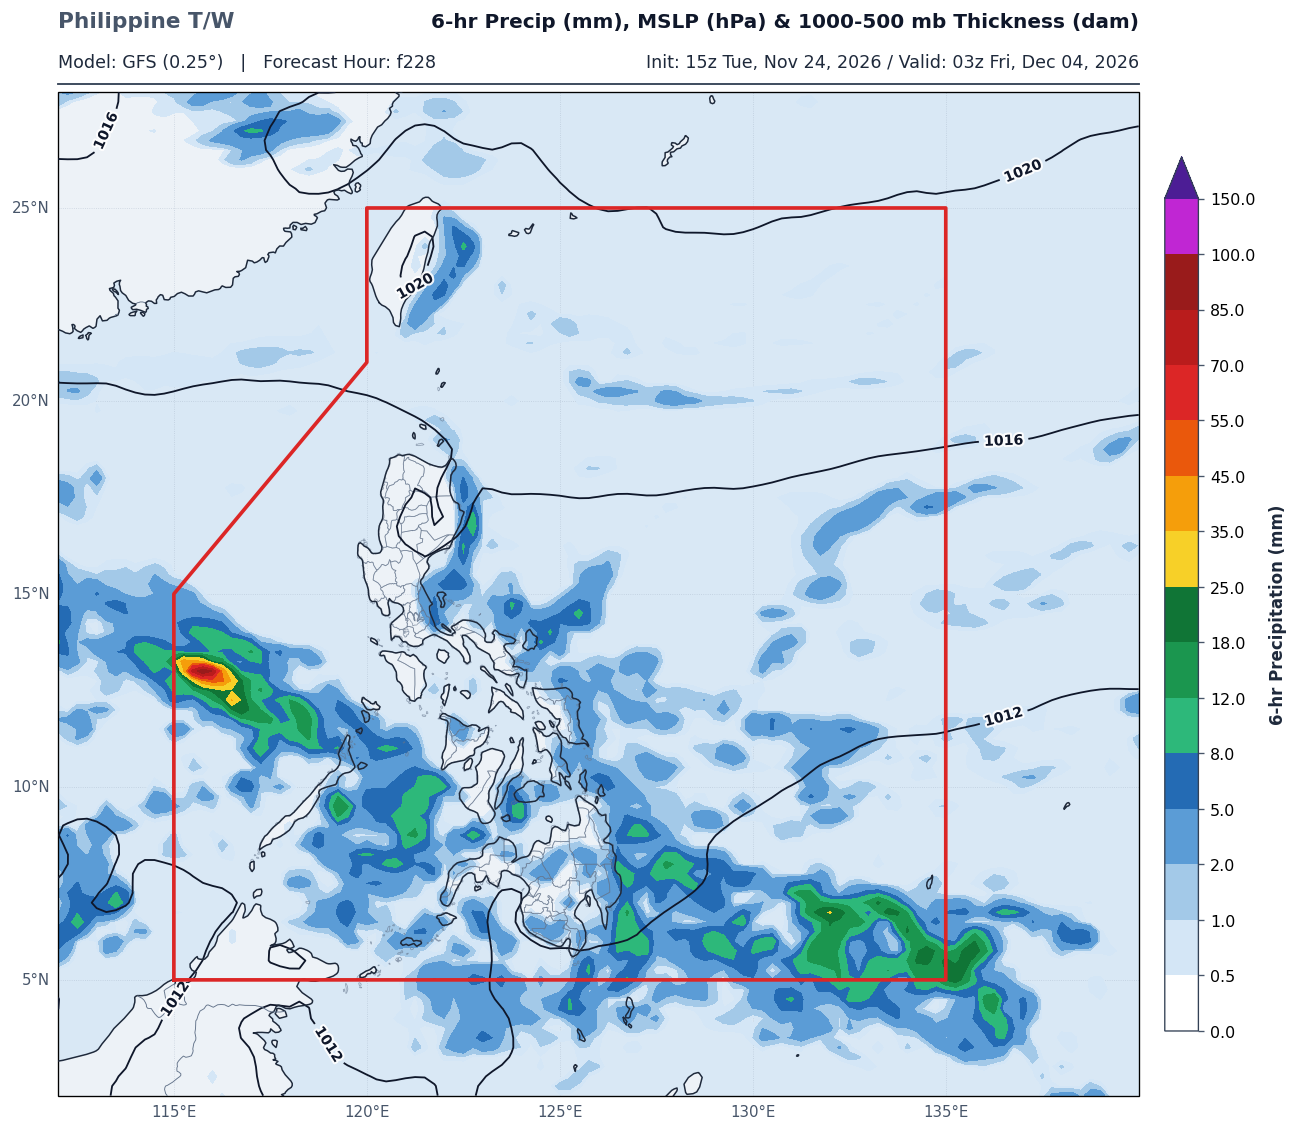 Philippine T/W
6-hr Precip (mm), MSLP (hPa) & 1000-500 mb Thickness (dam)
Model: GFS (0.25°) | Forecast Hour: f228
Init: 15z Tue, Nov 24, 2026 / Valid: 03z Fri, Dec 04, 2026
1016
1020
1020
1016
1012
1012
1012
25°N
20°N
15°N
10°N
5°N
115°E
120°E
125°E
130°E
135°E
150.0
100.0
85.0
70.0
55.0
45.0
35.0
25.0
18.0
12.0
8.0
5.0
2.0
1.0
0.5
0.0
6-hr Precipitation (mm)